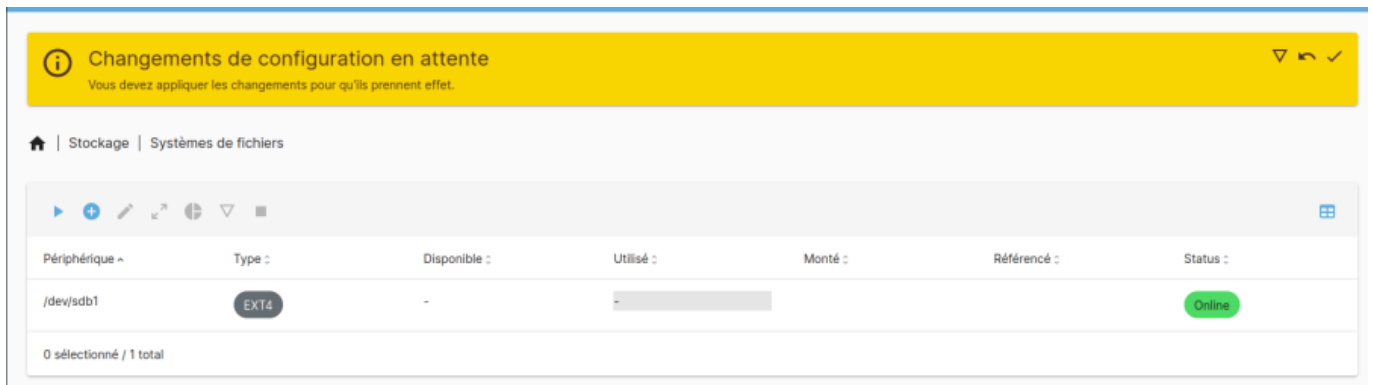 Changements de configuration en attente
Vous devez appliquer les changements pour qu'ils prennent effet.
| Stockage | Systèmes de fichiers
Périphérique Type Disponible Utilisé Monté Référencé Status
/dev/sdb1 EXT4 - - Online
0 sélectionné / 1 total